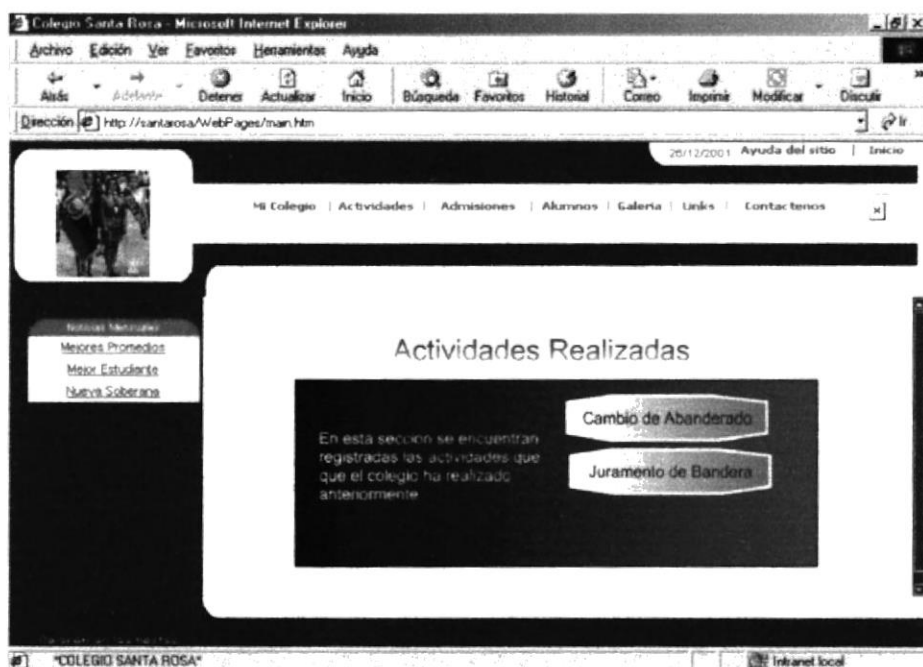 Colegio Santa Rosa - Microsoft Internet Explorer
Archivo Edición Ver Favoritos Herramientas Ayuda
Atrás Adelante Detener Actualizar Inicio Búsqueda Favoritos Historial Correo Imprimir Modificar Discutir
Dirección http://santarosa/WebPages/main.htm Ir
26/12/2001 Ayuda del sitio | Inicio
Mi Colegio | Actividades | Admisiones | Alumnos | Galeria | Links | Contactenos
Noticias Mensuales
Mejores Promedios
Mejor Estudiante
Nueva Soberana
Actividades Realizadas
En esta seccion se encuentran
registradas las actividades que
que el colegio ha realizado
anteriormente
Cambio de Abanderado
Juramento de Bandera
"COLEGIO SANTA ROSA" Intranet local